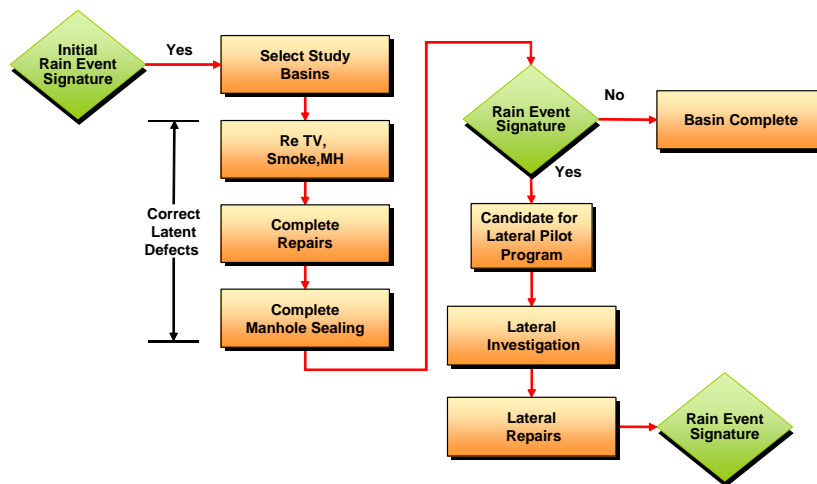 Initial
Rain Event
Signature
Yes
Select Study
Basins
Re TV,
Smoke,MH
Correct
Latent
Defects
Complete
Repairs
Complete
Manhole Sealing
Rain Event
Signature
No
Basin Complete
Yes
Candidate for
Lateral Pilot
Program
Lateral
Investigation
Lateral
Repairs
Rain Event
Signature